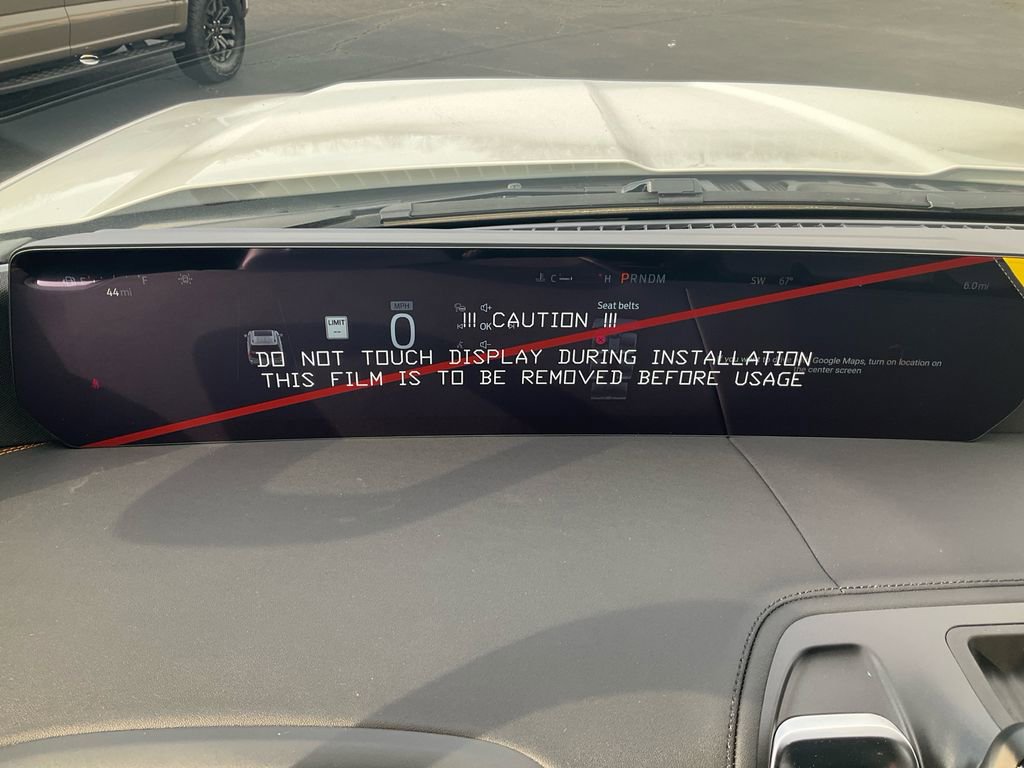 E F
44mi
C H PRNDM
SW 67°
6.0mi
LIMIT
--
MPH
0
OK
Seat belts
!!! CAUTION !!!
DO NOT TOUCH DISPLAY DURING INSTALLATION
THIS FILM IS TO BE REMOVED BEFORE USAGE
Google Maps, turn on location on
the center screen